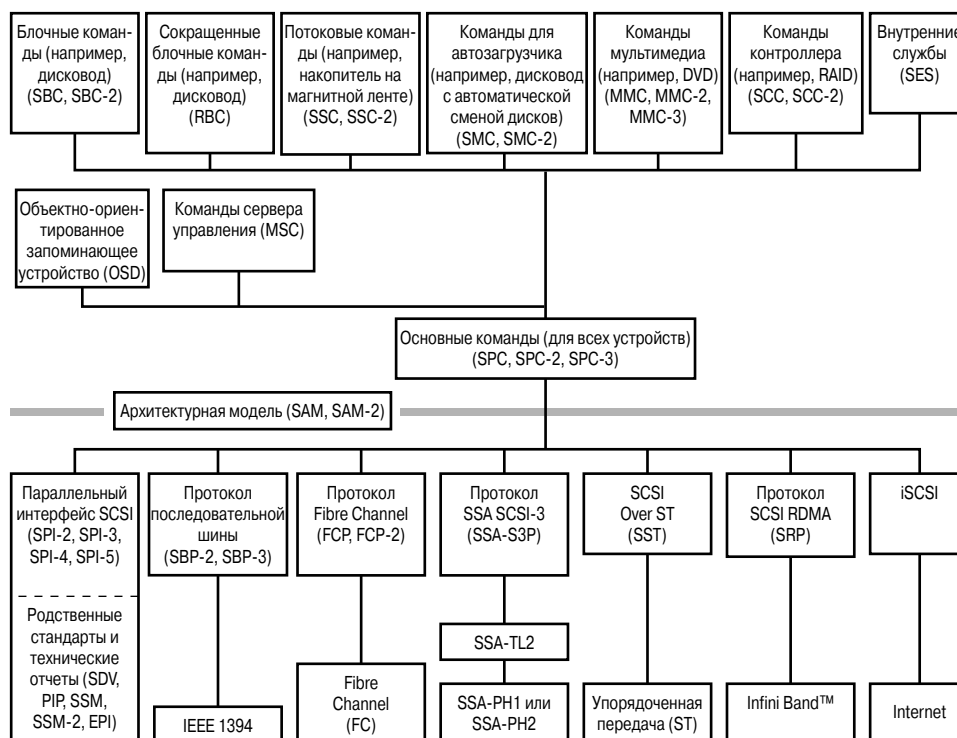 Блочные коман-
ды (например,
дисковод)
(SBC, SBC-2)
Сокращенные
блочные коман-
ды (например,
дисковод)
(RBC)
Потоковые коман-
ды (например,
накопитель на
магнитной ленте)
(SSC, SSC-2)
Команды для
автозагрузчика
(например, дисковод
с автоматической
сменой дисков)
(SMC, SMC-2)
Команды
мультимедиа
(например, DVD)
(MMC, MMC-2,
MMC-3)
Команды
контроллера
(например, RAID)
(SCC, SCC-2)
Внутренние
службы
(SES)
Объектно-ориен-
тированное
запоминающее
устройство (OSD)
Команды сервера
управления (MSC)
Основные команды (для всех устройств)
(SPC, SPC-2, SPC-3)
Архитектурная модель (SAM, SAM-2)
Параллельный
интерфейс SCSI
(SPI-2, SPI-3,
SPI-4, SPI-5)
Родственные
стандарты и
технические
отчеты (SDV,
PIP, SSM,
SSM-2, EPI)
Протокол
последовательной
шины
(SBP-2, SBP-3)
IEEE 1394
Протокол
Fibre Channel
(FCP, FCP-2)
Fibre
Channel
(FC)
Протокол
SSA SCSI-3
(SSA-S3P)
SSA-TL2
SSA-PH1 или
SSA-PH2
SCSI
Over ST
(SST)
Упорядоченная
передача (ST)
Протокол
SCSI RDMA
(SRP)
Infini Band™
iSCSI
Internet